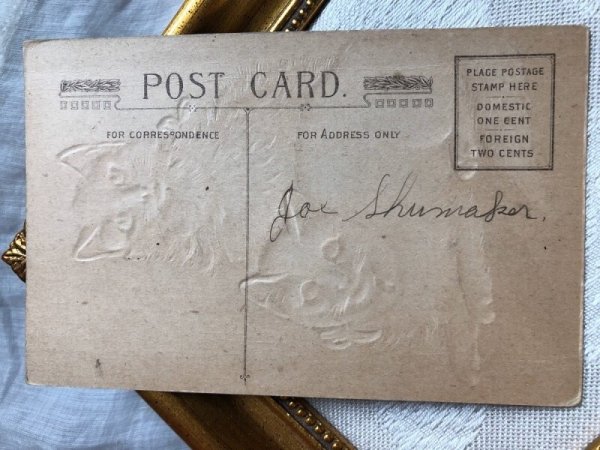 POST CARD.
PLACE POSTAGE
STAMP HERE
DOMESTIC
ONE CENT
FOREIGN
TWO CENTS
FOR CORRESPONDENCE
FOR ADDRESS ONLY
Joe Shumaker.